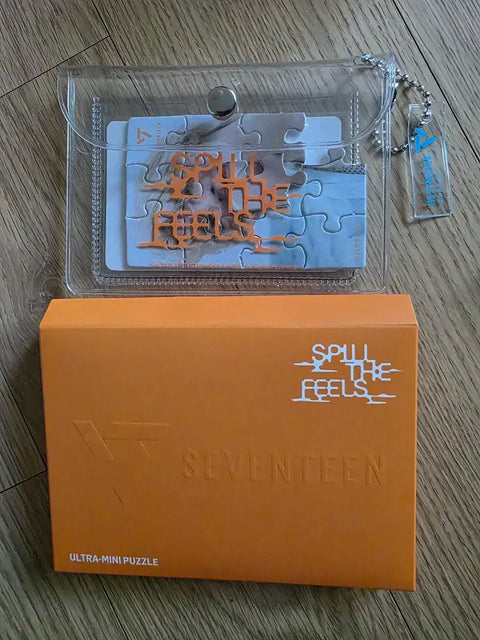 SPILL
THE
FEELS
SPILL
THE
FEELS
SEVENTEEN
ULTRA-MINI PUZZLE